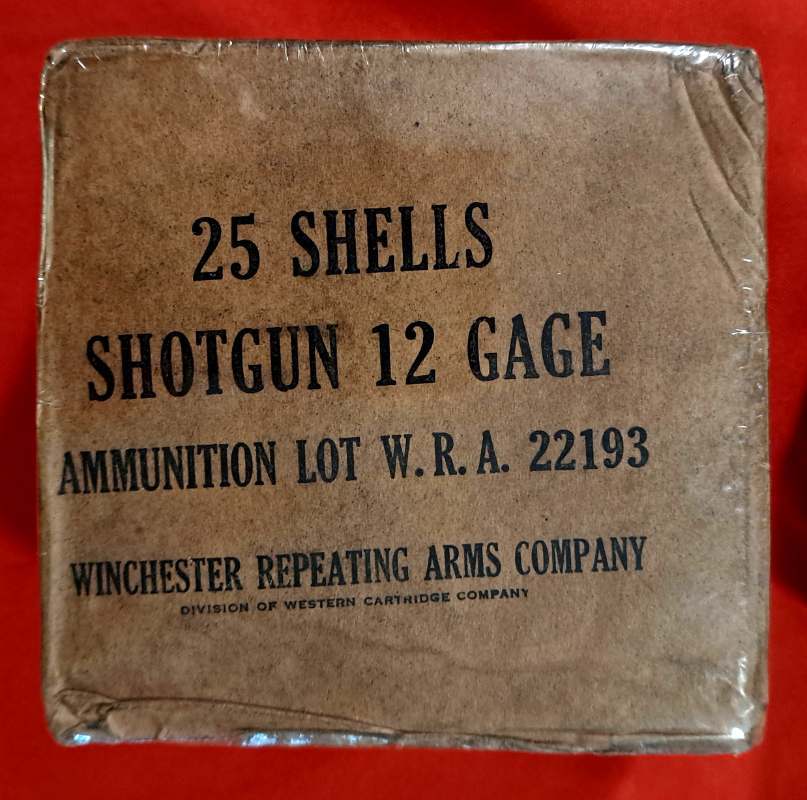 25 SHELLS
SHOTGUN 12 GAGE
AMMUNITION LOT W.R.A. 22193
WINCHESTER REPEATING ARMS COMPANY
DIVISION OF WESTERN CARTRIDGE COMPANY